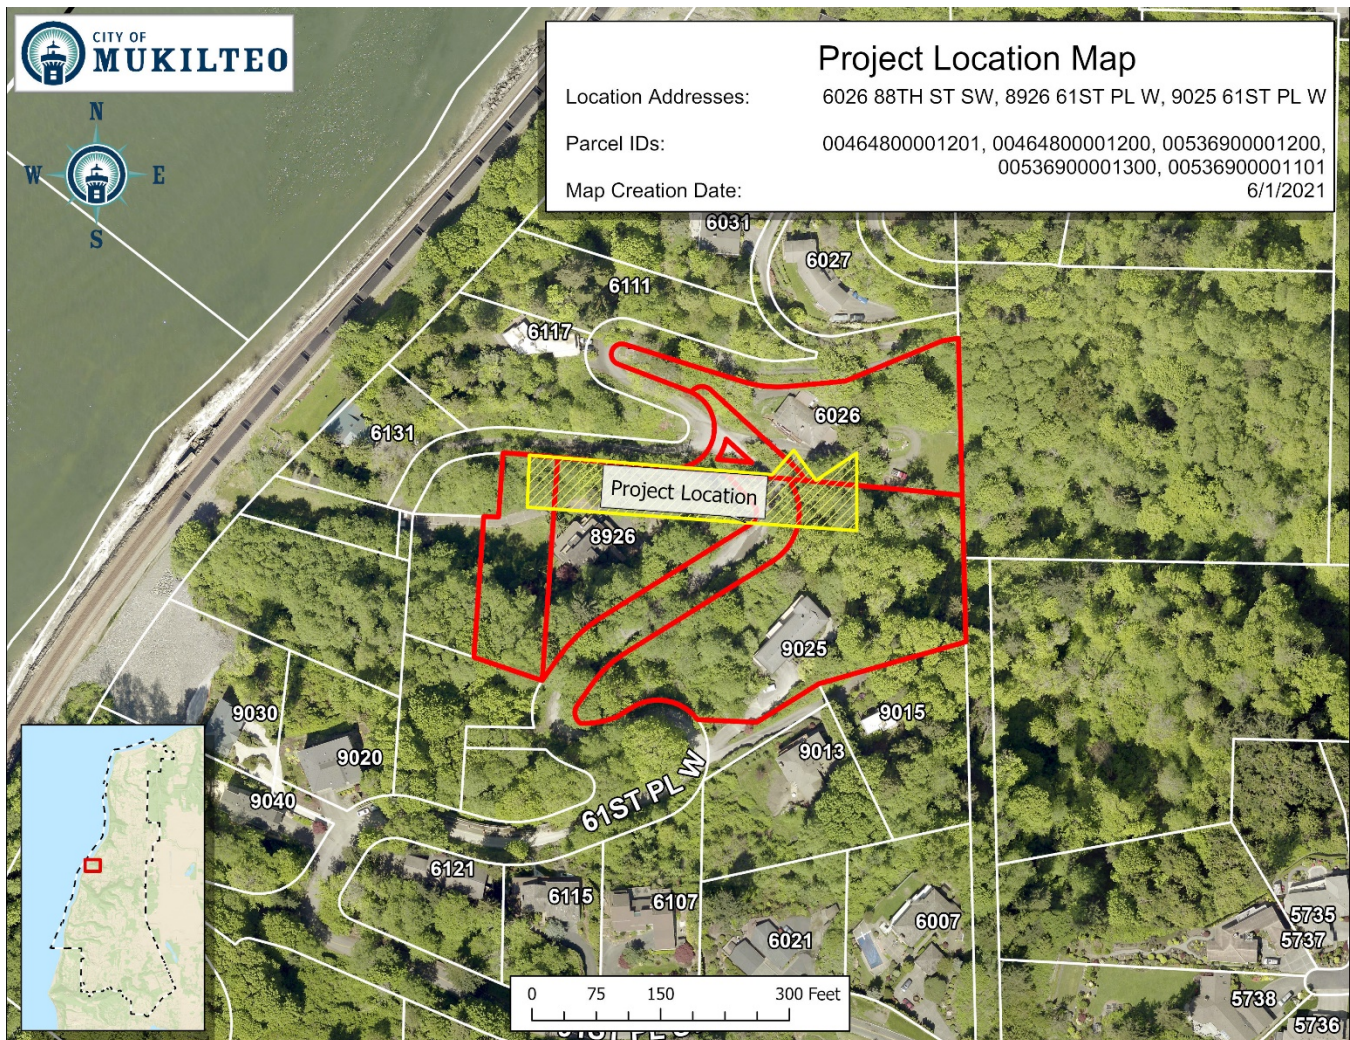 CITY OF
MUKILTEO
N
W E
S
Project Location Map
Location Addresses: 6026 88TH ST SW, 8926 61ST PL W, 9025 61ST PL W
Parcel IDs: 00464800001201, 00464800001200, 00536900001200,
00536900001300, 00536900001101
Map Creation Date: 6/1/2021
6031
6027
6111
6117
6026
6131
Project Location
8926
9025
9030
9015
9020
9013
9040
61ST PL W
6121
6115
6107
6021
6007
5735
5737
5738
5736
0 75 150 300 Feet